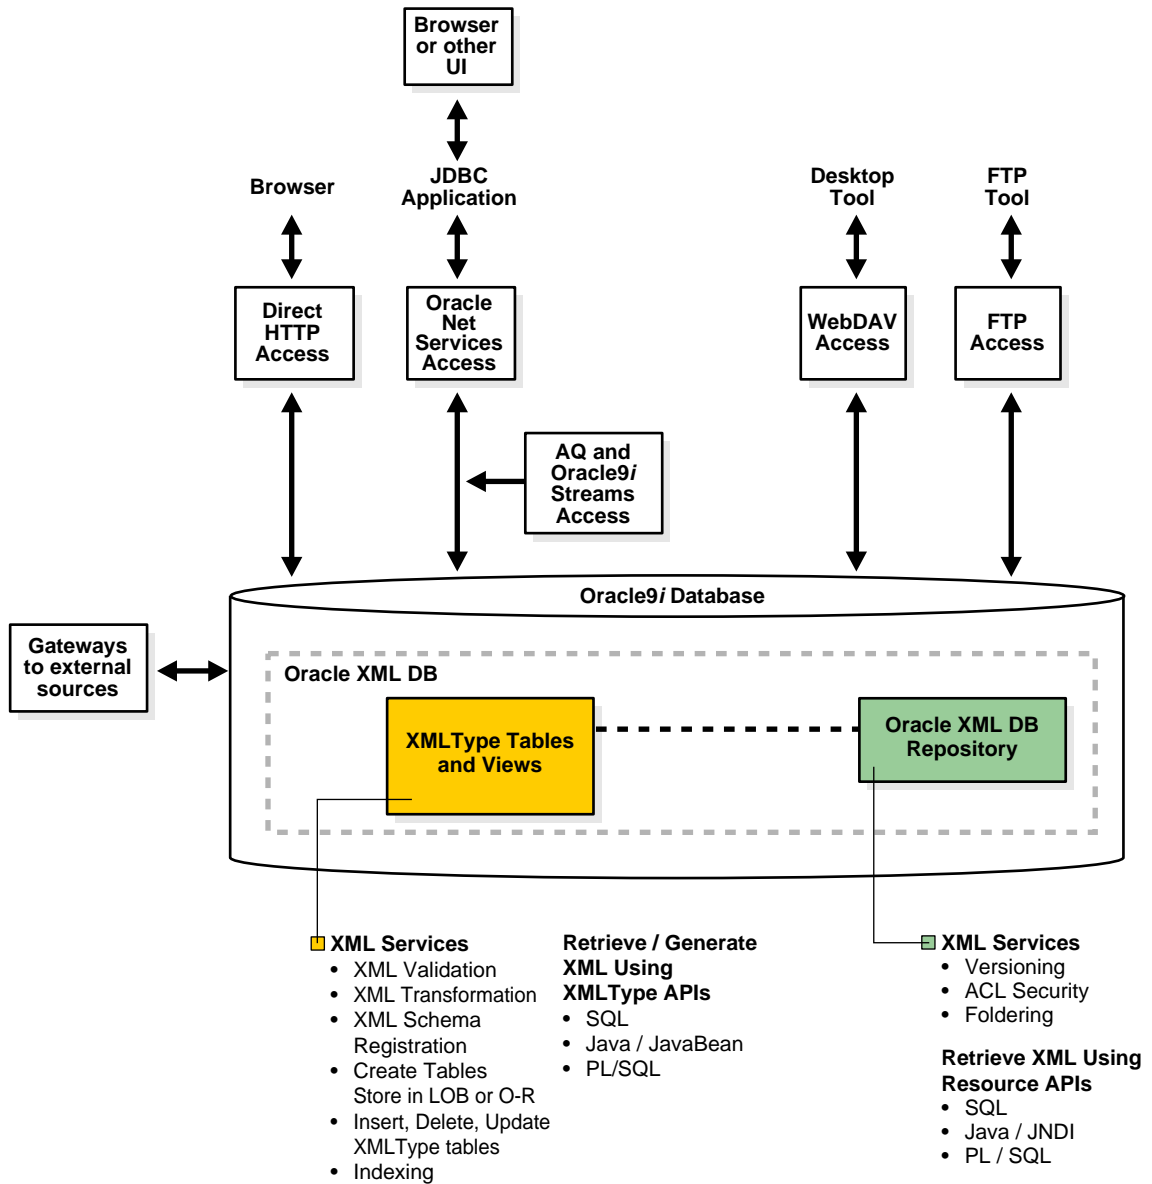 Browser
or other
UI
Browser
JDBC
Application
Desktop
Tool
FTP
Tool
Direct
HTTP
Access
Oracle
Net
Services
Access
WebDAV
Access
FTP
Access
AQ and
Oracle9i
Streams
Access
Oracle9i Database
Gateways
to external
sources
Oracle XML DB
XMLType Tables
and Views
Oracle XML DB
Repository
XML Services
• XML Validation
• XML Transformation
• XML Schema
Registration
• Create Tables
Store in LOB or O-R
• Insert, Delete, Update
XMLType tables
• Indexing
Retrieve / Generate
XML Using
XMLType APIs
• SQL
• Java / JavaBean
• PL/SQL
XML Services
• Versioning
• ACL Security
• Foldering
Retrieve XML Using
Resource APIs
• SQL
• Java / JNDI
• PL / SQL